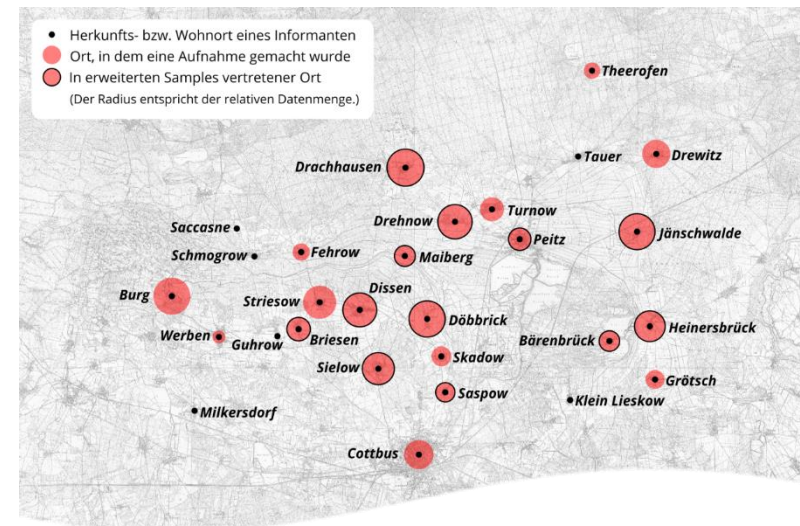 Herkunfts- bzw. Wohnort eines Informanten
Ort, in dem eine Aufnahme gemacht wurde
In erweiterten Samples vertretener Ort
(Der Radius entspricht der relativen Datenmenge.)
Theerofen
Tauer
Drewitz
Drachhausen
Turnow
Drehnow
Saccasne
Peitz
Jänschwalde
Schmogrow
Fehrow
Maiberg
Burg
Striesow
Dissen
Döbbrick
Heinersbrück
Werben
Guhrow
Briesen
Bärenbrück
Skadow
Sielow
Grötsch
Saspow
Klein Lieskow
Milkersdorf
Cottbus